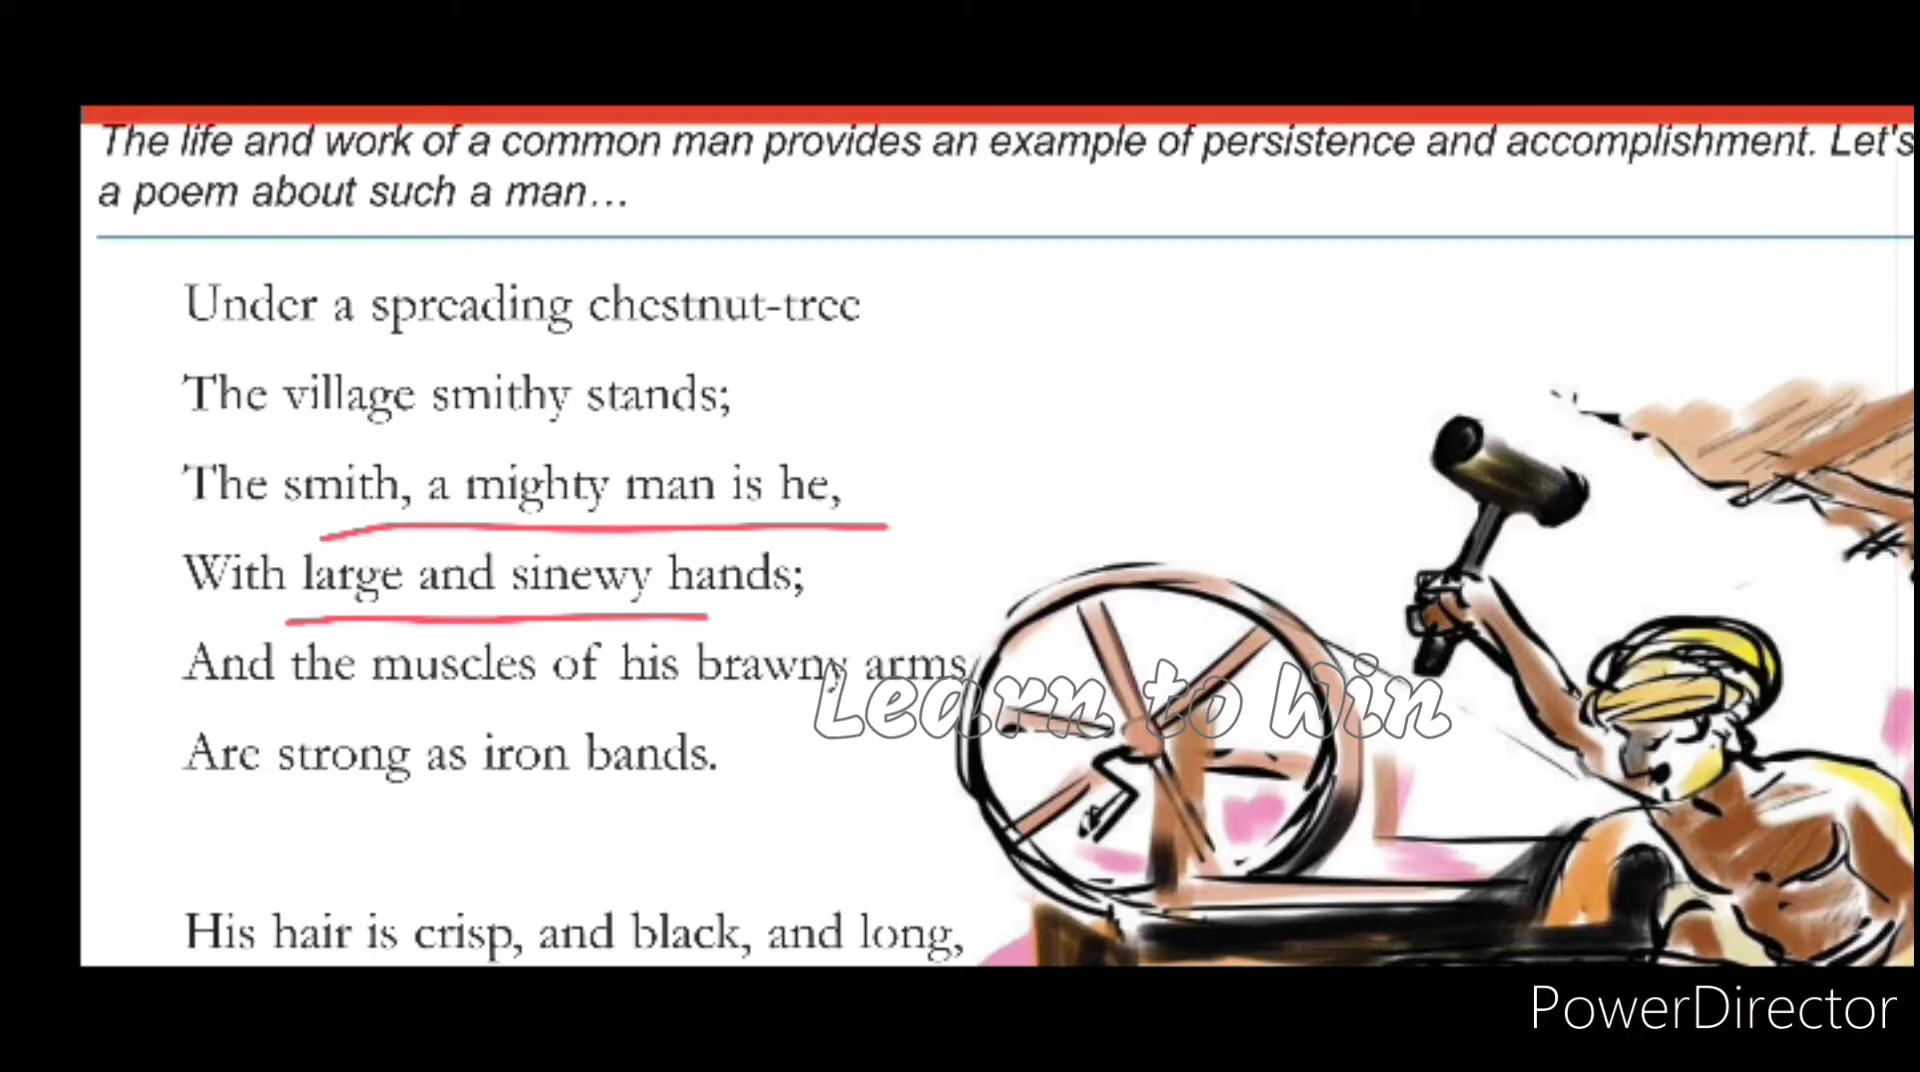 The life and work of a common man provides an example of persistence and accomplishment. Let's
a poem about such a man...
Under a spreading chestnut-tree
The village smithy stands;
The smith, a mighty man is he,
With large and sinewy hands;
And the muscles of his brawny arms
Are strong as iron bands.
Learn to Win
His hair is crisp, and black, and long,
PowerDirector